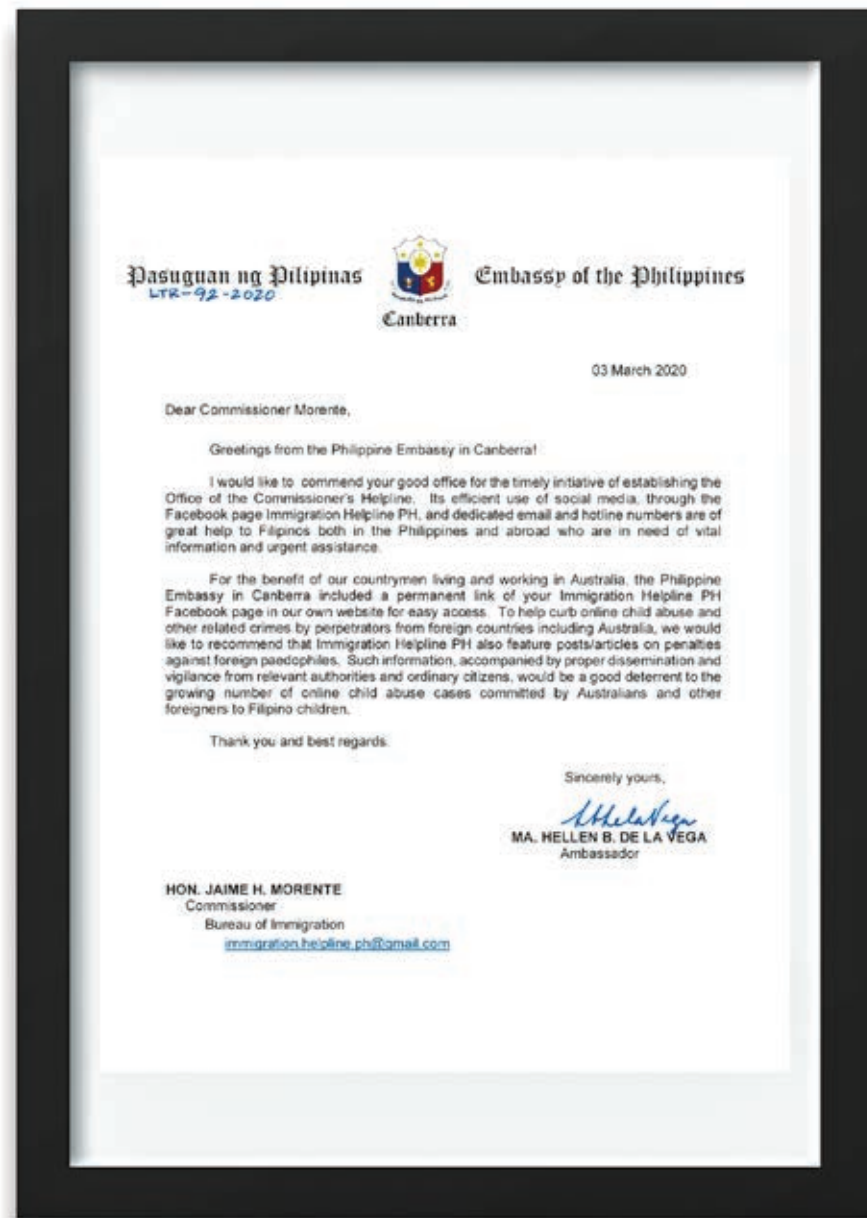 Pasuguan ng Pilipinas
Embassy of the Philippines
LTR-92-2020
Canberra
03 March 2020
Dear Commissioner Morente,
Greetings from the Philippine Embassy in Canberra!
I would like to commend your good office for the timely initiative of establishing the
Office of the Commissioner's Helpline. Its efficient use of social media, through the
Facebook page Immigration Helpline PH, and dedicated email and hotline numbers are of
great help to Filipinos both in the Philippines and abroad who are in need of vital
information and urgent assistance.
For the benefit of our countrymen living and working in Australia, the Philippine
Embassy in Canberra included a permanent link of your Immigration Helpline PH
Facebook page in our own website for easy access. To help curb online child abuse and
other related crimes by perpetrators from foreign countries including Australia, we would
like to recommend that Immigration Helpline PH also feature posts/articles on penalties
against foreign paedophiles. Such information, accompanied by proper dissemination and
vigilance from relevant authorities and ordinary citizens, would be a good deterrent to the
growing number of online child abuse cases committed by Australians and other
foreigners to Filipino children.
Thank you and best regards.
Sincerely yours,
MA. HELLEN B. DE LA VEGA
Ambassador
HON. JAIME H. MORENTE
Commissioner
Bureau of Immigration
immigration.helpline.ph@gmail.com